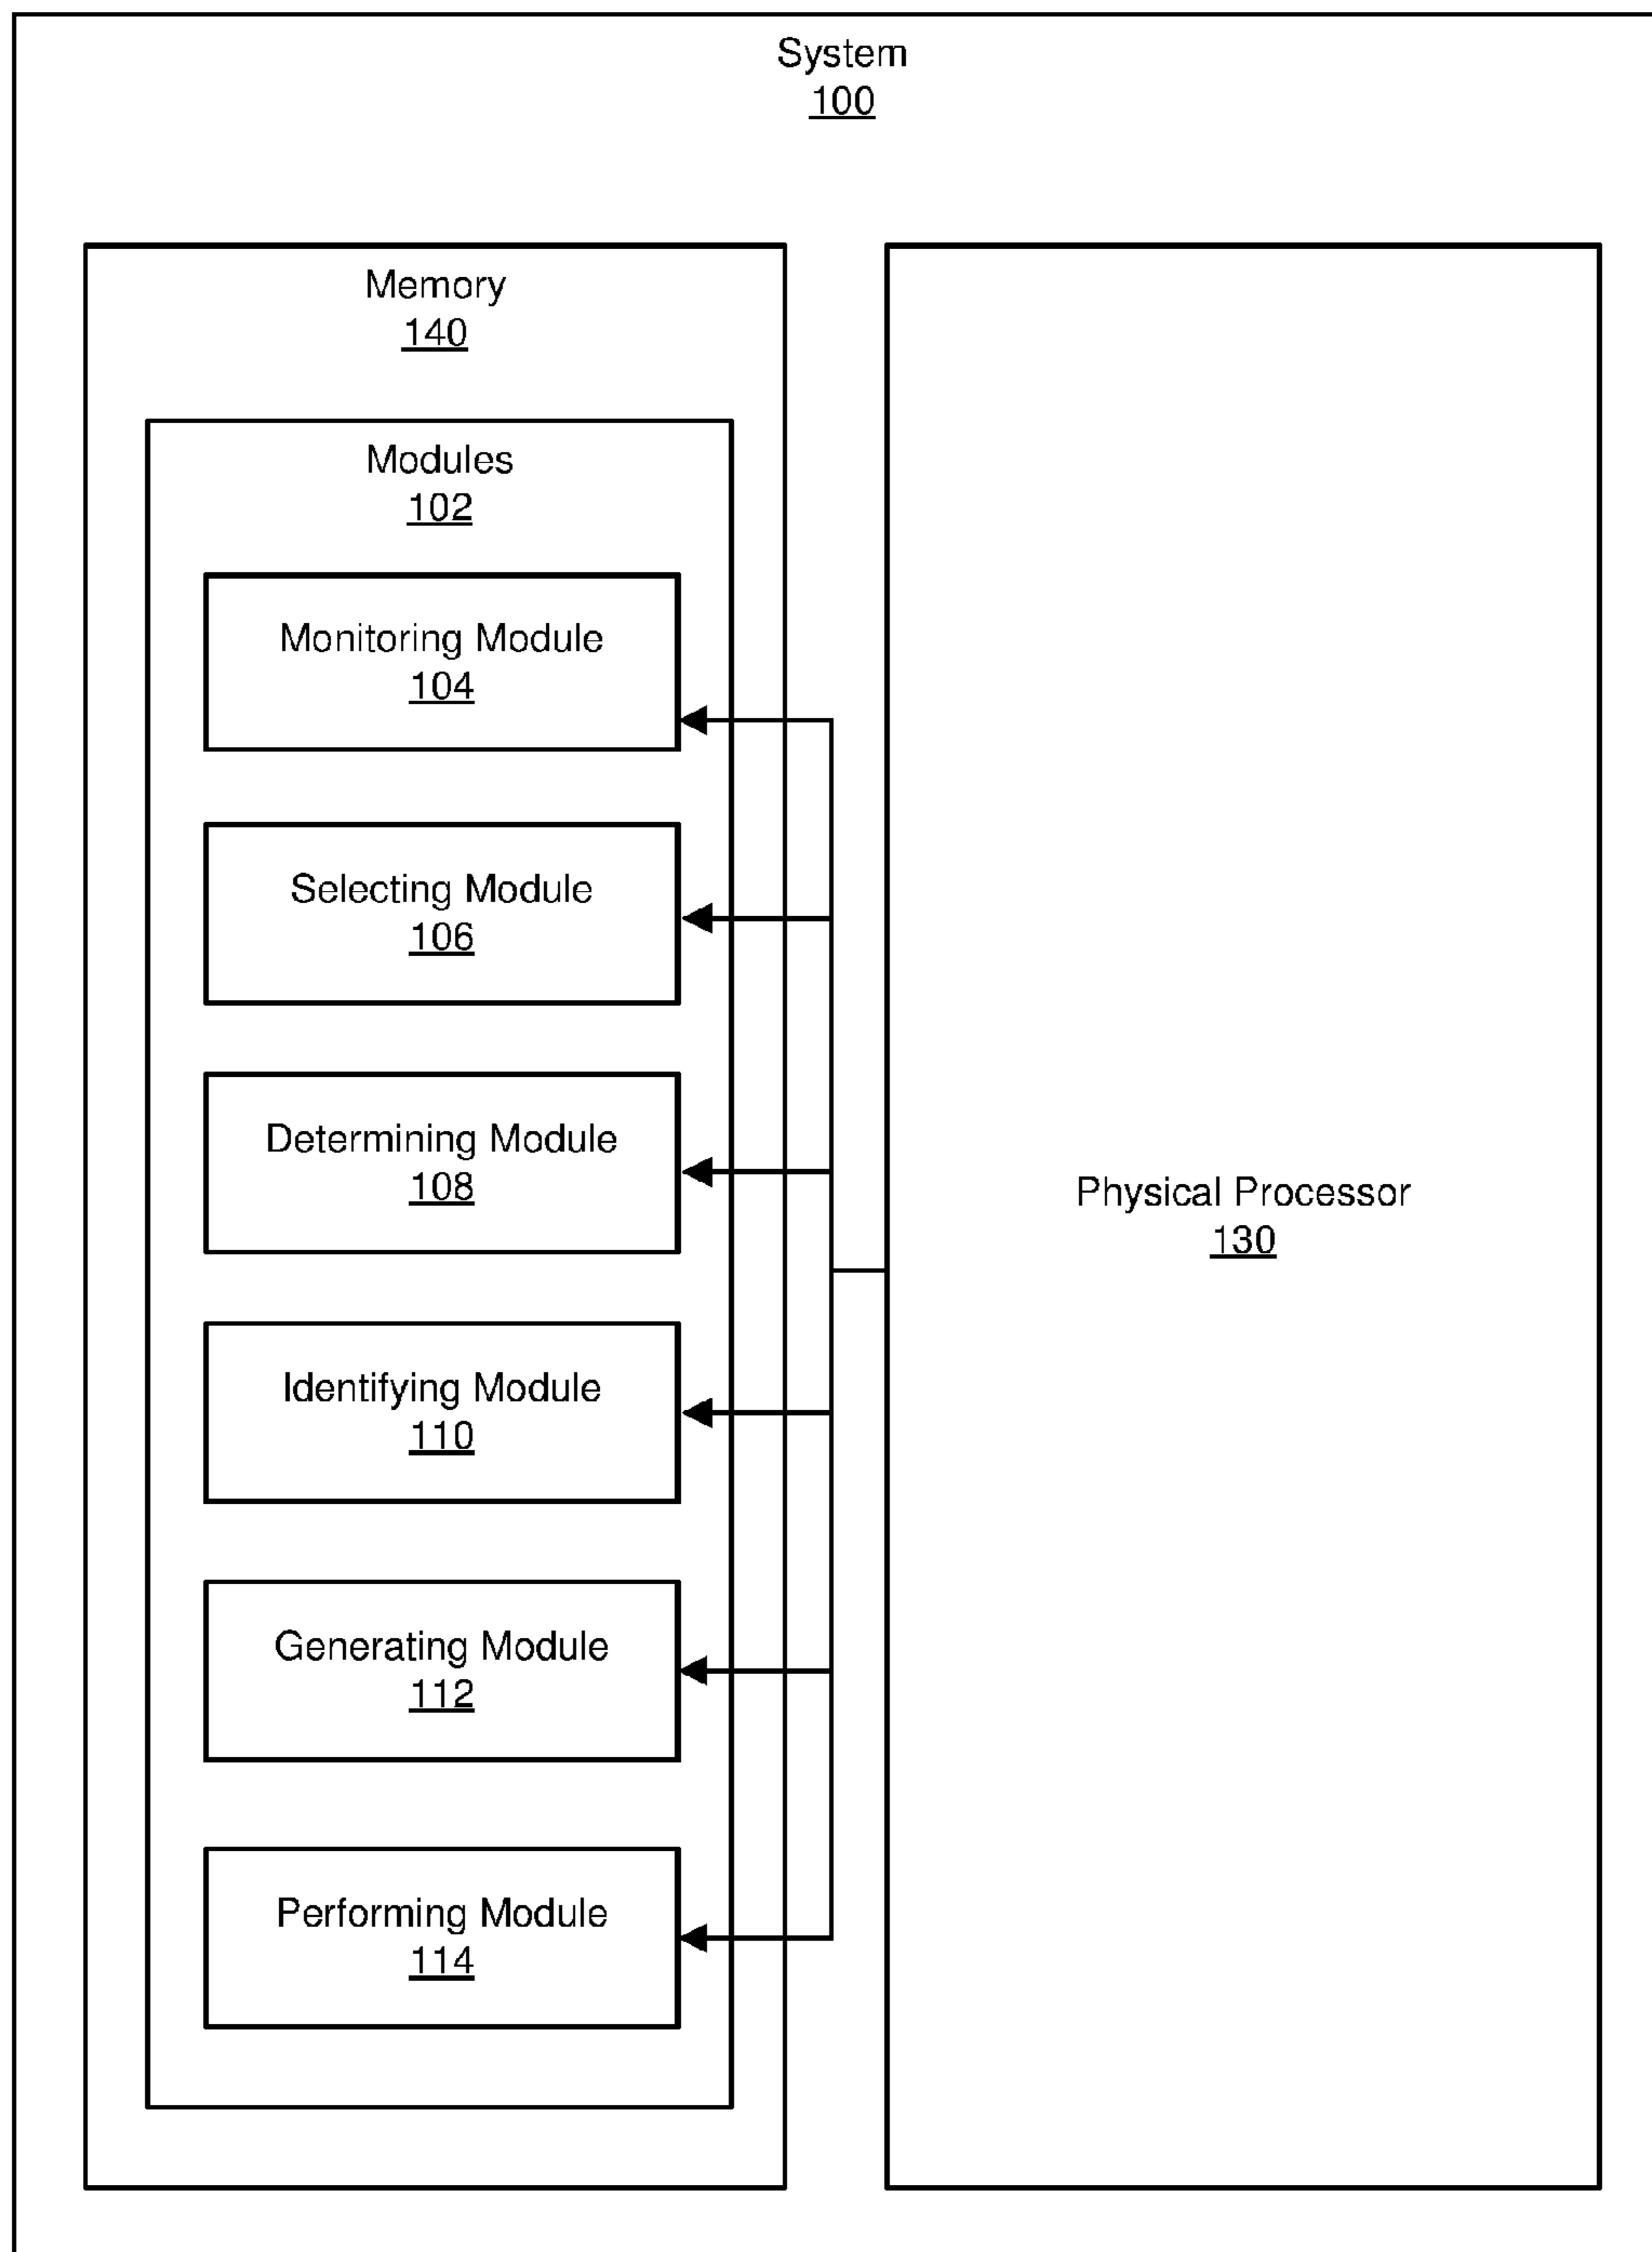 System
100
Memory
140
Modules
102
Monitoring Module
104
Selecting Module
106
Determining Module
108
Identifying Module
110
Generating Module
112
Performing Module
114
Physical Processor
130